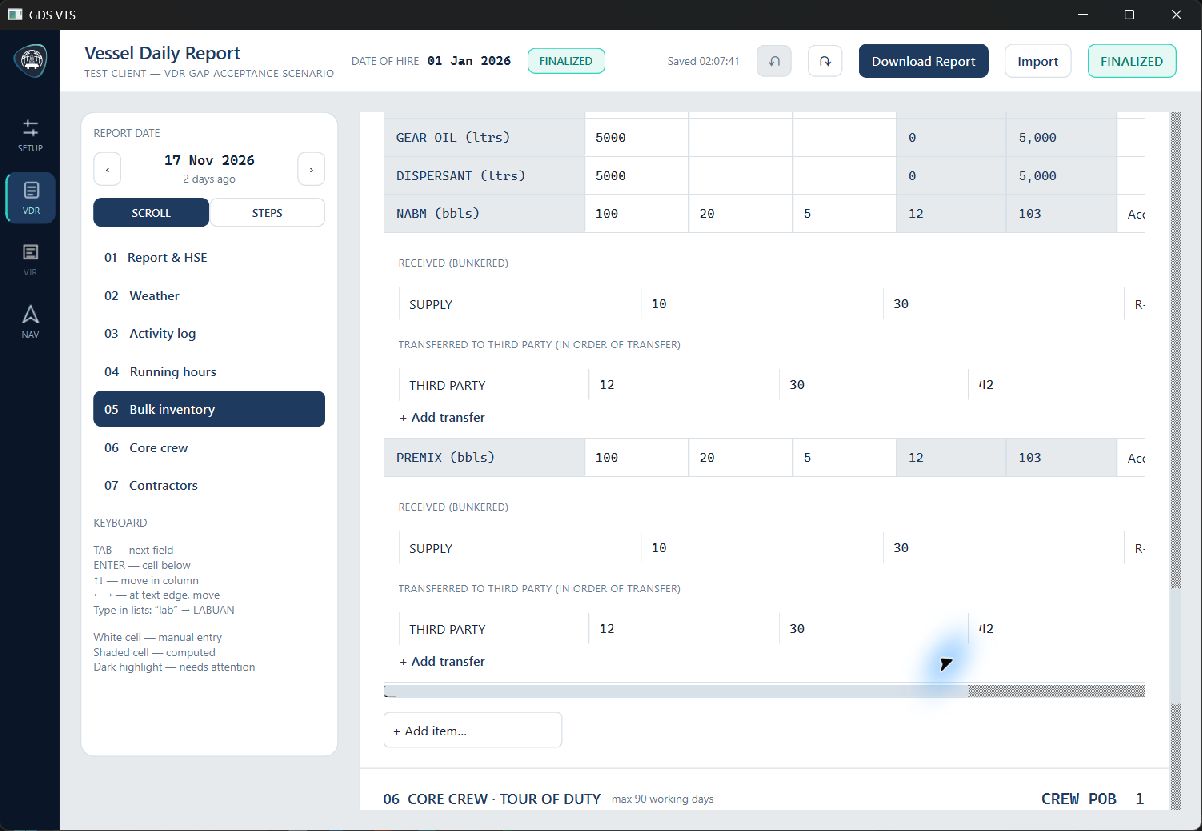 GDS VTS
Vessel Daily Report
TEST CLIENT — VDR GAP ACCEPTANCE SCENARIO
DATE OF HIRE 01 Jan 2026 FINALIZED
Saved 02:07:41
Download Report
Import
FINALIZED
SETUP
VDR
VIR
NAV
REPORT DATE
‹ 17 Nov 2026 ›
2 days ago
SCROLL STEPS
01 Report & HSE
02 Weather
03 Activity log
04 Running hours
05 Bulk inventory
06 Core crew
07 Contractors
KEYBOARD
TAB — next field
ENTER — cell below
↑↓ — move in column
— at text edge, move
Type in lists: "lab" → LABUAN
White cell — manual entry
Shaded cell — computed
Dark highlight — needs attention
GEAR OIL (ltrs) 5000 0 5,000
DISPERSANT (ltrs) 5000 0 5,000
NABM (bbls) 100 20 5 12 103 Acc
RECEIVED (BUNKERED)
SUPPLY 10 30 R-
TRANSFERRED TO THIRD PARTY (IN ORDER OF TRANSFER)
THIRD PARTY 12 30 42
+ Add transfer
PREMIX (bbls) 100 20 5 12 103 Acc
RECEIVED (BUNKERED)
SUPPLY 10 30 R-
TRANSFERRED TO THIRD PARTY (IN ORDER OF TRANSFER)
THIRD PARTY 12 30 42
+ Add transfer
+ Add item...
06 CORE CREW · TOUR OF DUTY max 90 working days CREW POB 1